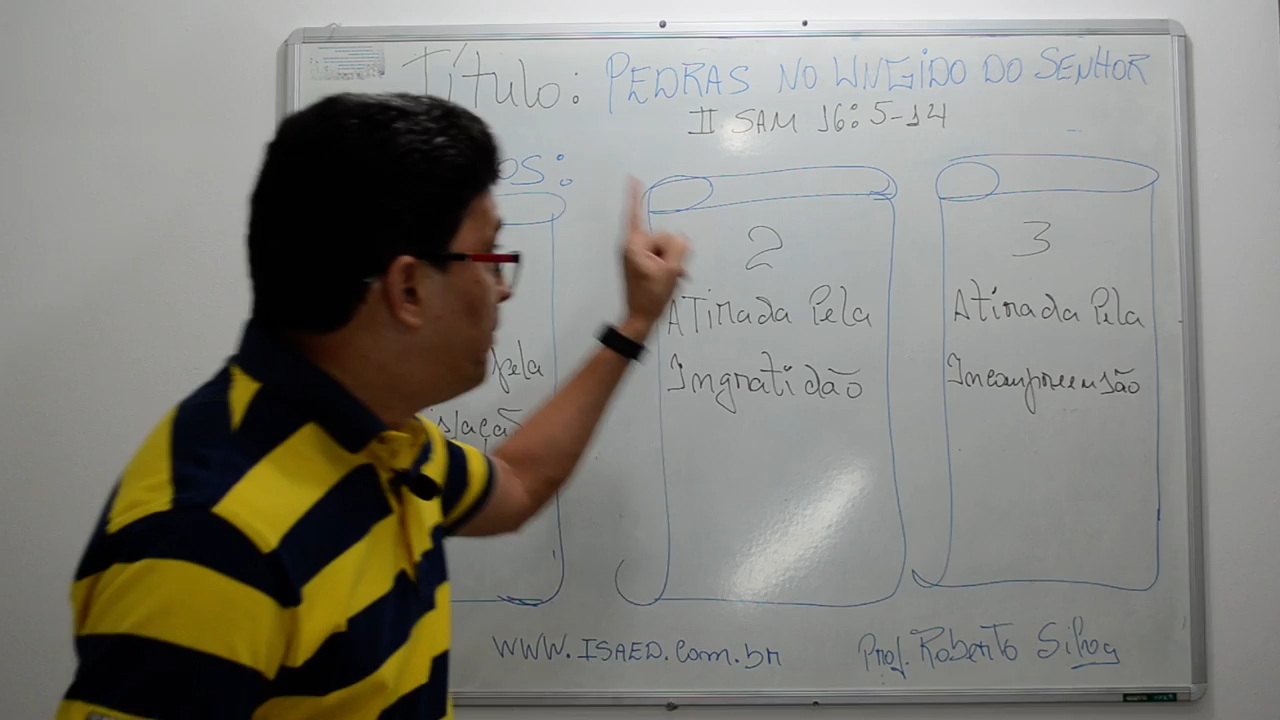 Título: PEDRAS NO UNGIDO DO SENHOR
II SAM 16:5-14
OS:
pela
2
ATIRADA Pela
Ingratidão
3
Atirada Pela
Incompreensão
WWW.ISAED.com.br
Prof. Roberto Silva